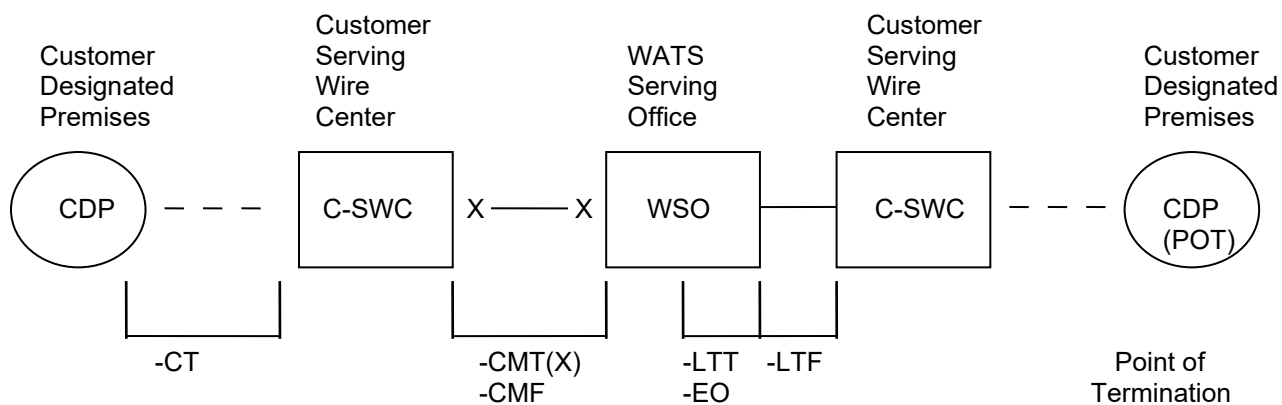 Customer
Designated
Premises
Customer
Serving
Wire
Center
WATS
Serving
Office
Customer
Serving
Wire
Center
Customer
Designated
Premises
CDP
C-SWC
X
X
WSO
C-SWC
CDP
(POT)
-CT
-CMT(X)
-CMF
-LTT
-EO
-LTF
Point of
Termination